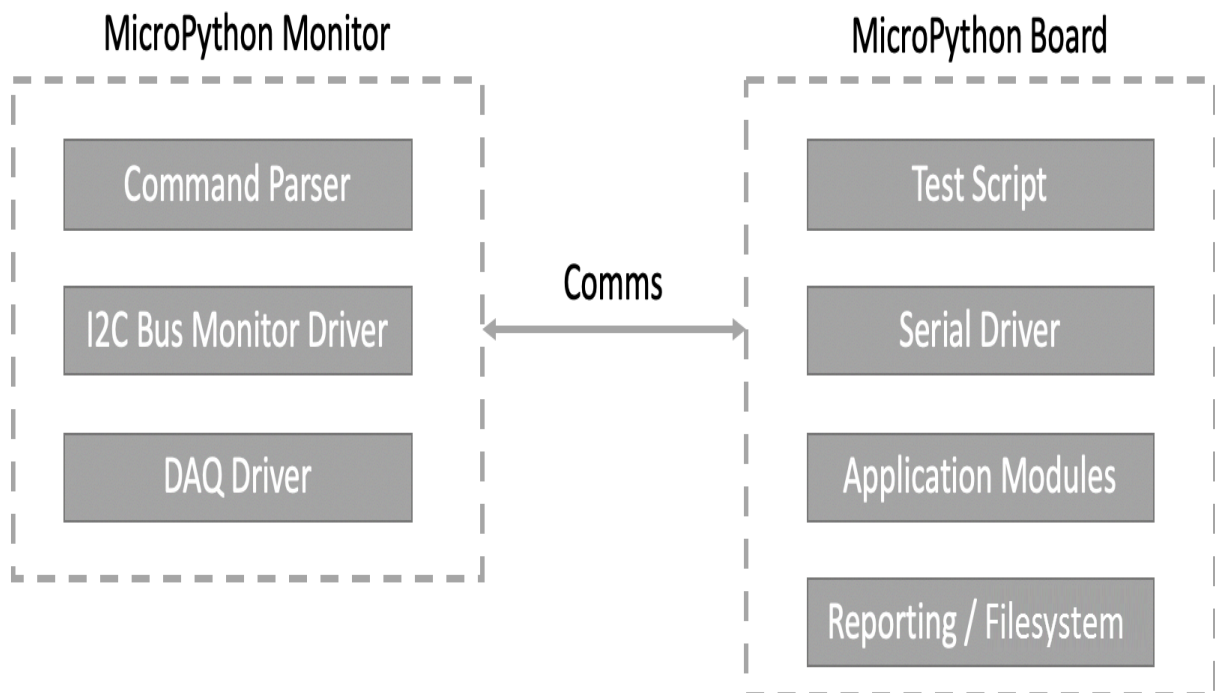 MicroPython Monitor
Command Parser
I2C Bus Monitor Driver
DAQ Driver
Comms
MicroPython Board
Test Script
Serial Driver
Application Modules
Reporting / Filesystem